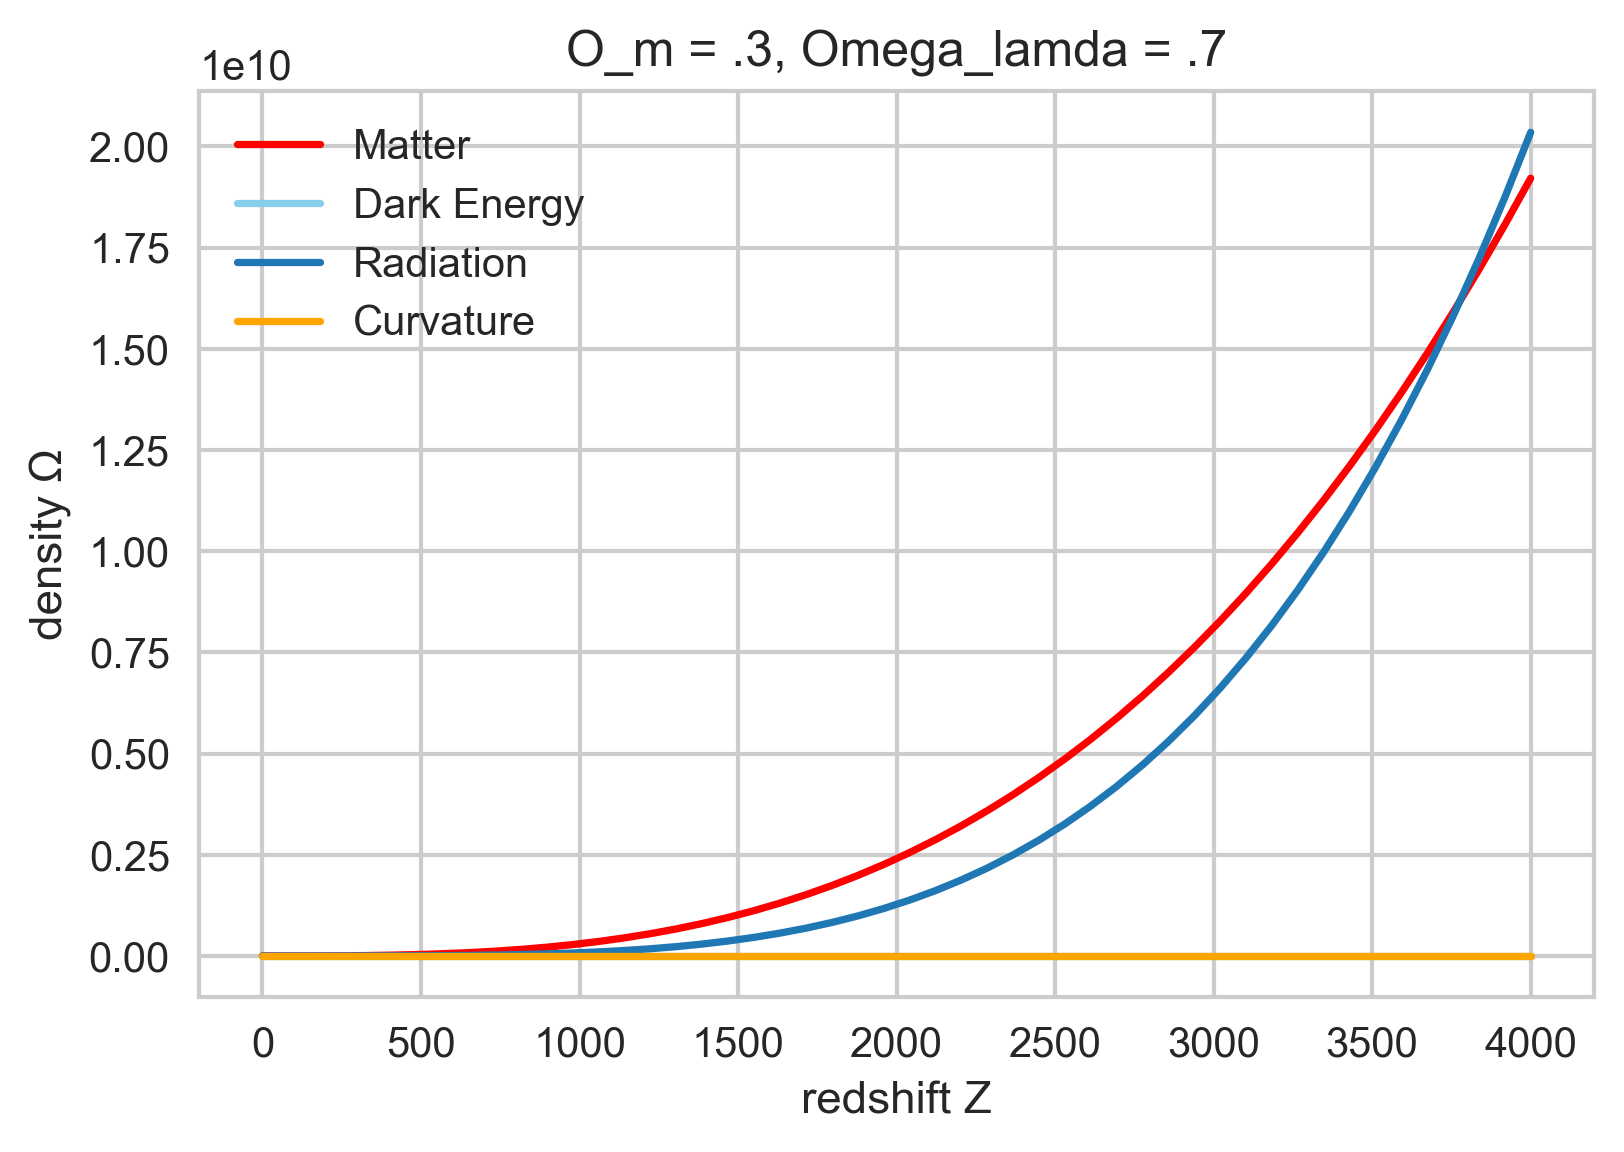 O_m = .3, Omega_lamda = .7
1e10
2.00
1.75
1.50
1.25
1.00
0.75
0.50
0.25
0.00
density Ω
Matter
Dark Energy
Radiation
Curvature
0 500 1000 1500 2000 2500 3000 3500 4000
redshift Z